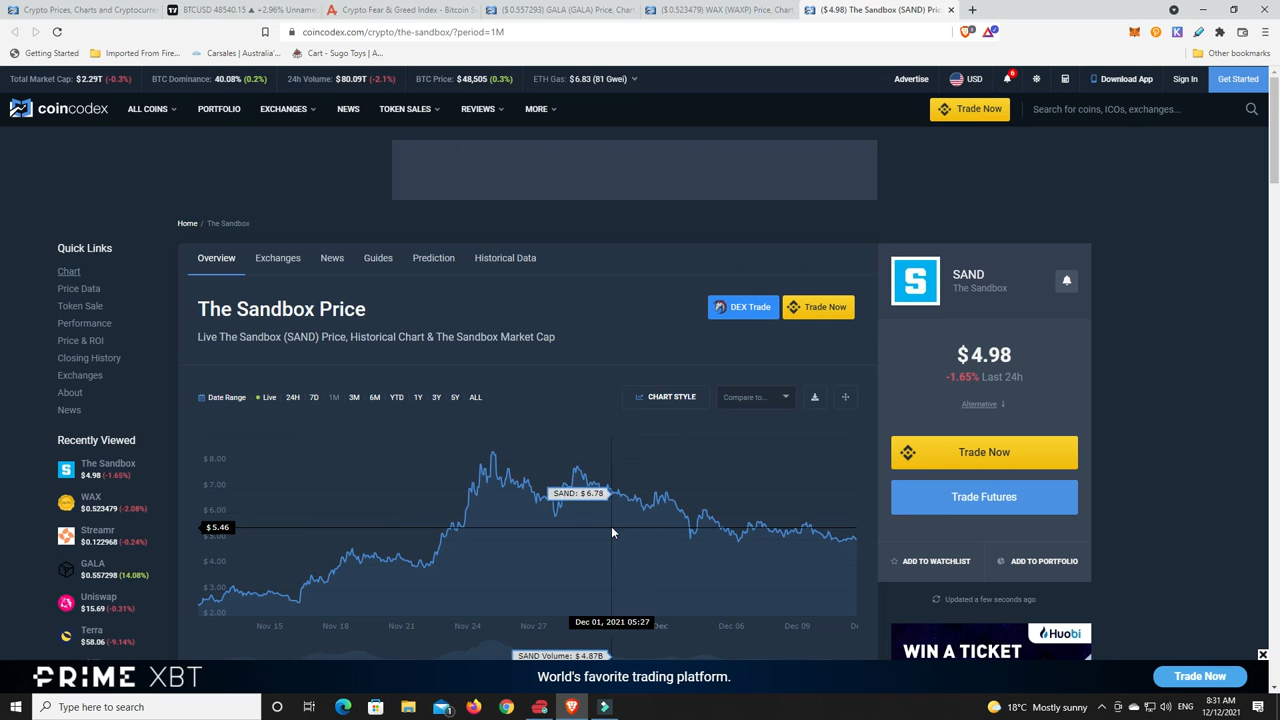 Crypto Prices, Charts and Cryptocurr
BTCUSD 48540.15 ▲ +2.96% Unname
Crypto Fear & Greed Index - Bitcoin S
($0.557293) GALA (GALA) Price, Chart
($0.523479) WAX (WAXP) Price, Chart
($4.98) The Sandbox (SAND) Pric
coincodex.com/crypto/the-sandbox/?period=1M
Getting Started
Imported From Fire...
Carsales | Australia'...
Cart - Sugo Toys | A...
Other bookmarks
Total Market Cap: $2.29T (-0.3%)
BTC Dominance: 40.08% (0.2%)
24h Volume: $80.09T (-2.1%)
BTC Price: $48,505 (0.3%)
ETH Gas: $6.83 (81 Gwei)
Advertise
USD
6
Download App
Sign In
Get Started
coincodex
ALL COINS
PORTFOLIO
EXCHANGES
NEWS
TOKEN SALES
REVIEWS
MORE
Trade Now
Search for coins, ICOs, exchanges...
Home / The Sandbox
Quick Links
Chart
Price Data
Token Sale
Performance
Price & ROI
Closing History
Exchanges
About
News
Recently Viewed
The Sandbox
$4.98 (-1.65%)
WAX
$0.523479 (-2.08%)
Streamr
$0.122968 (-0.24%)
GALA
$0.557298 (14.08%)
Uniswap
$15.69 (-0.31%)
Terra
$58.06 (-9.14%)
Overview
Exchanges
News
Guides
Prediction
Historical Data
The Sandbox Price
DEX Trade
Trade Now
Live The Sandbox (SAND) Price, Historical Chart & The Sandbox Market Cap
Date Range
Live
24H
7D
1M
3M
6M
YTD
1Y
3Y
5Y
ALL
CHART STYLE
Compare to...
$ 8.00
$ 7.00
$ 6.00
$ 5.46
$ 5.00
$ 4.00
$ 3.00
$ 2.00
SAND: $ 6.78
Nov 15
Nov 18
Nov 21
Nov 24
Nov 27
Dec 01, 2021 05:27
Dec
Dec 06
Dec 09
SAND Volume: $ 4.87B
S
SAND
The Sandbox
$ 4.98
-1.65% Last 24h
Alternative
Trade Now
Trade Futures
ADD TO WATCHLIST
ADD TO PORTFOLIO
Updated a few seconds ago
Huobi
WIN A TICKET
PRIME XBT
World's favorite trading platform.
Trade Now
Type here to search
18°C Mostly sunny
ENG
8:31 AM
12/12/2021